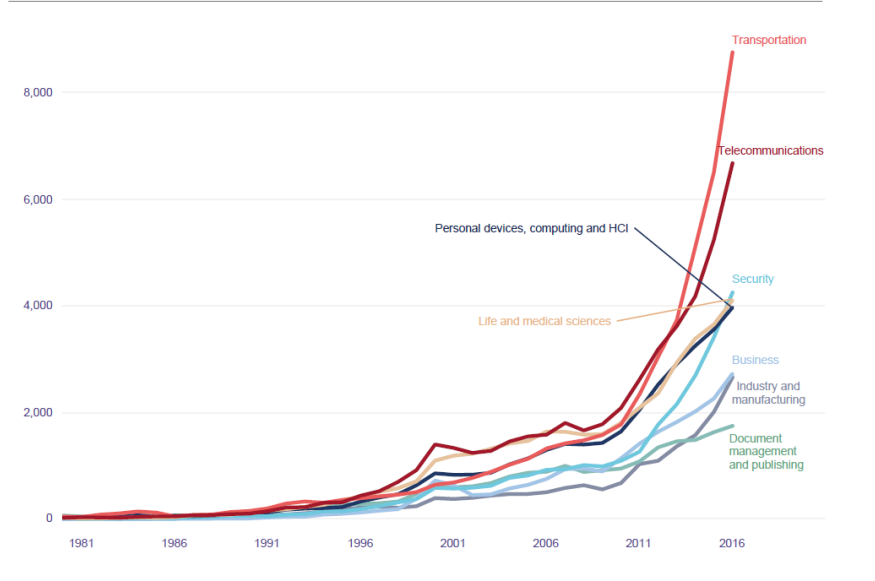 Transportation
8,000
Telecommunications
6,000
Personal devices, computing and HCI
Security
4,000
Life and medical sciences
Business
Industry and
manufacturing
2,000
Document
management
and publishing
0
1981 1986 1991 1996 2001 2006 2011 2016